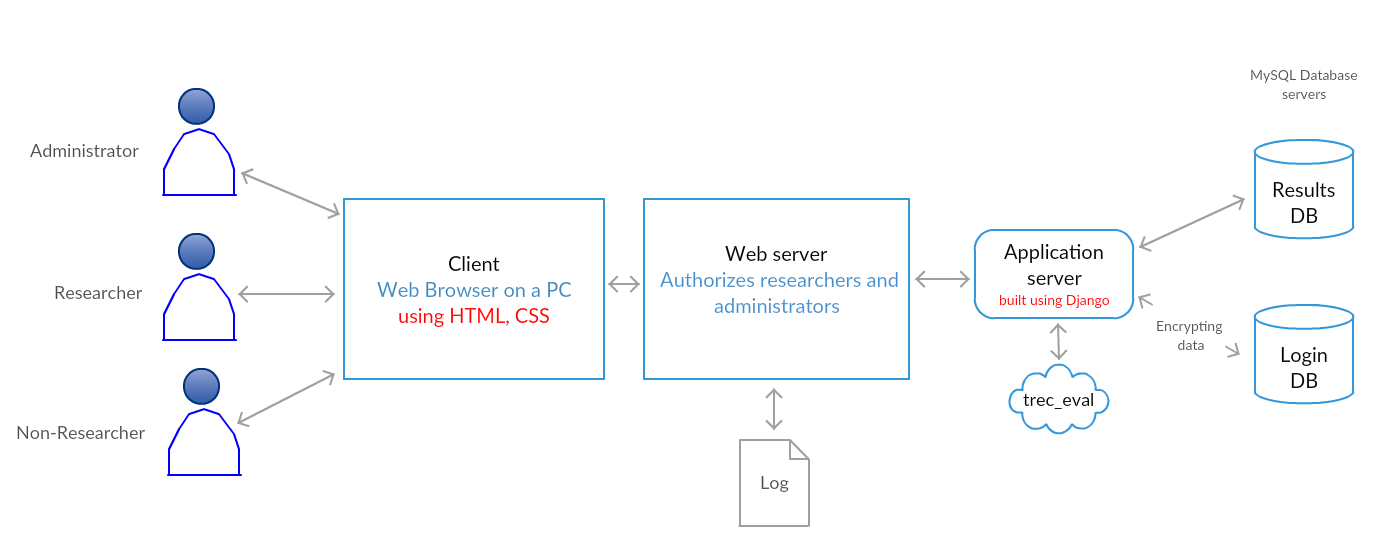 MySQL Database
servers
Administrator
Researcher
Non-Researcher
Client
Web Browser on a PC
using HTML, CSS
Web server
Authorizes researchers and
administrators
Log
Application
server
built using Django
trec_eval
Encrypting
data
Results
DB
Login
DB